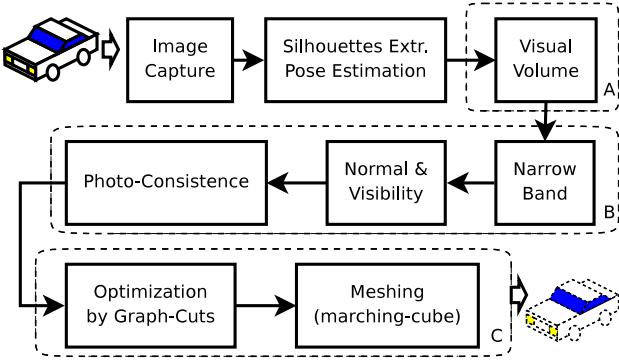 Image
Capture
Silhouettes Extr.
Pose Estimation
Visual
Volume
A
Photo-Consistence
Normal &
Visibility
Narrow
Band
B
Optimization
by Graph-Cuts
Meshing
(marching-cube)
C